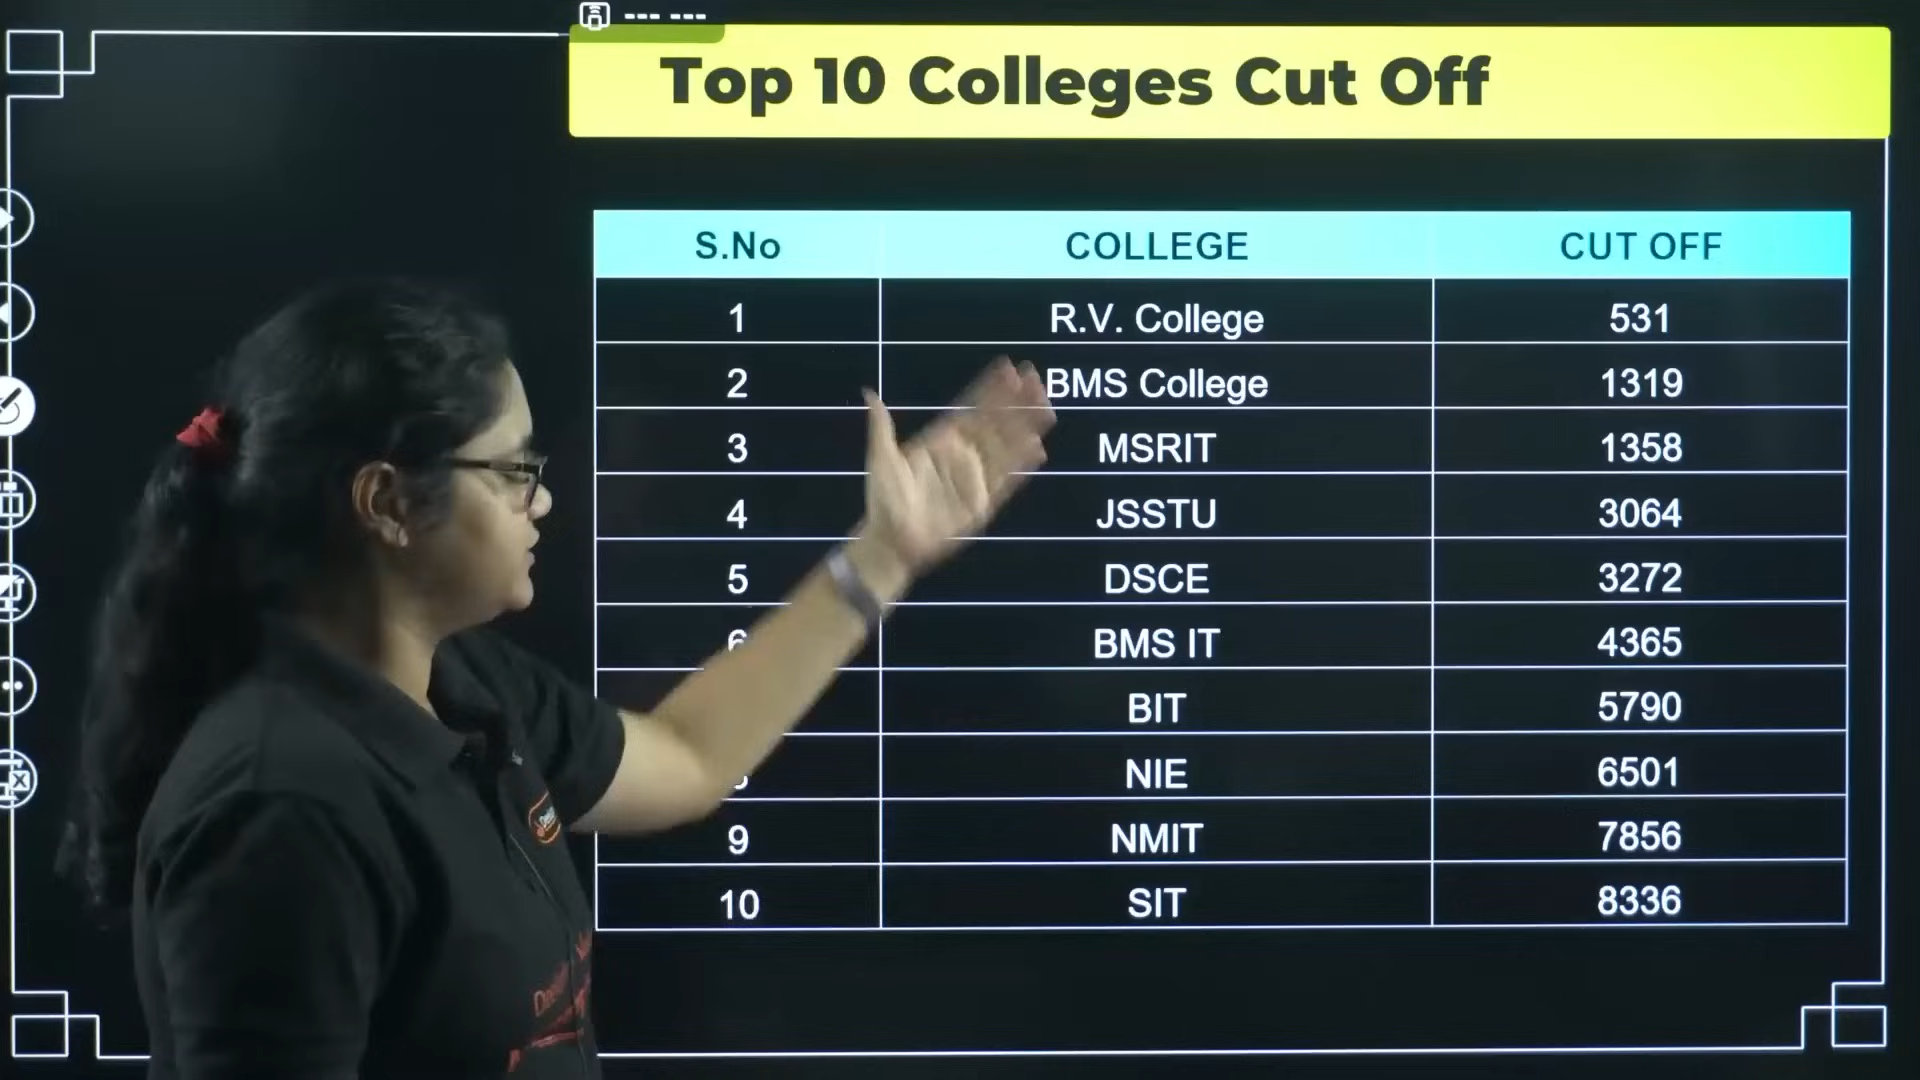 Top 10 Colleges Cut Off
S.No COLLEGE CUT OFF
1 R.V. College 531
2 BMS College 1319
3 MSRIT 1358
4 JSSTU 3064
5 DSCE 3272
6 BMS IT 4365
BIT 5790
NIE 6501
9 NMIT 7856
10 SIT 8336